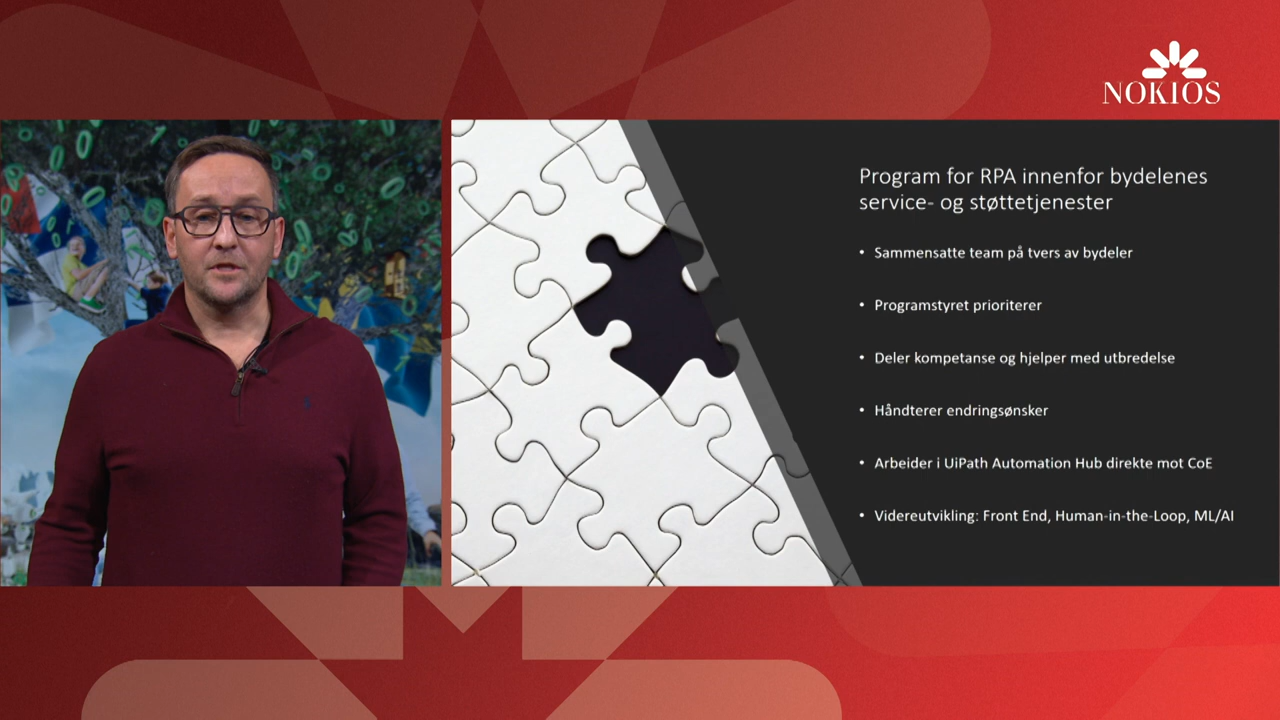 NOKIOS
Program for RPA innenfor bydelenes
service- og støttetjenester
• Sammensatte team på tvers av bydeler
• Programstyret prioriterer
• Deler kompetanse og hjelper med utbredelse
• Håndterer endringsønsker
• Arbeider i UiPath Automation Hub direkte mot CoE
• Videreutvikling: Front End, Human-in-the-Loop, ML/AI